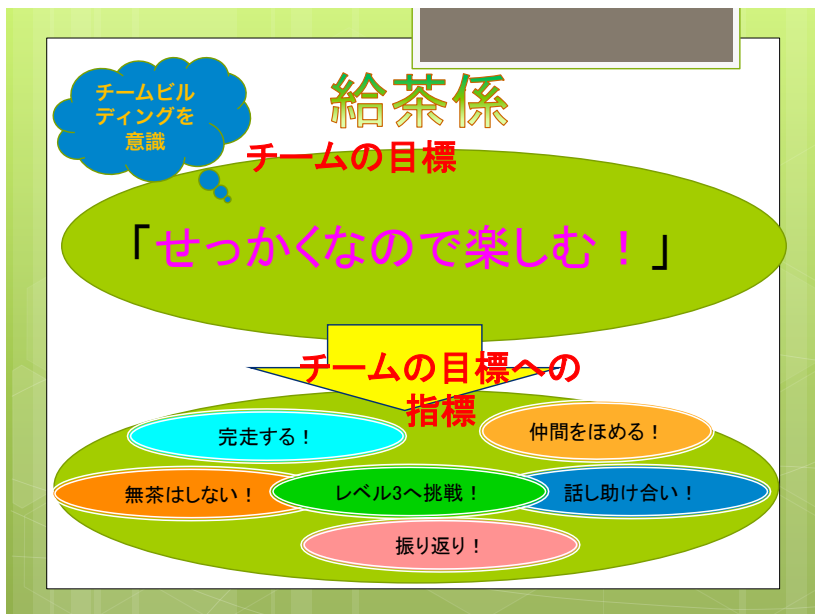 チームビル
ディングを
意識
給茶係
チームの目標
「せっかくなので楽しむ！」
チームの目標への
指標
完走する！
仲間をほめる！
無茶はしない！
レベル3へ挑戦！
話し助け合い！
振り返り！